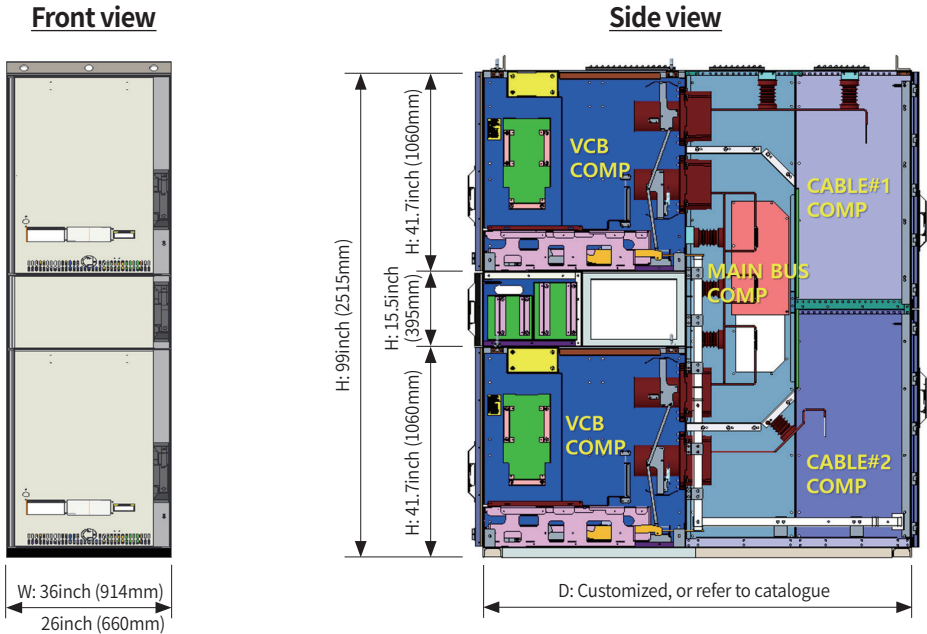 Front view
Side view
H: 99inch (2515mm)
H: 41.7inch (1060mm)
H: 15.5inch
(395mm)
H: 41.7inch (1060mm)
VCB
COMP
CABLE#1
COMP
MAIN BUS
COMP
VCB
COMP
CABLE#2
COMP
W: 36inch (914mm)
26inch (660mm)
D: Customized, or refer to catalogue